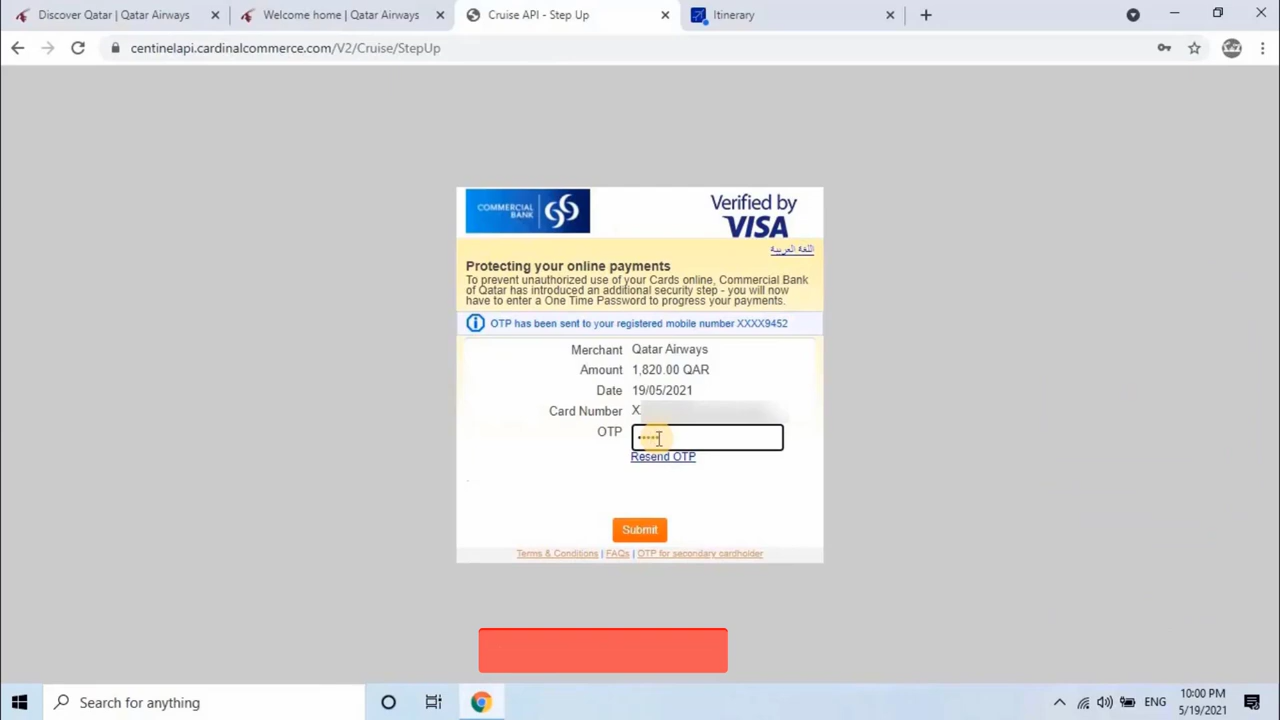 Discover Qatar | Qatar Airways
Welcome home | Qatar Airways
Cruise API - Step Up
Itinerary
centinelapi.cardinalcommerce.com/V2/Cruise/StepUp
COMMERCIAL BANK
Verified by VISA
اللغة العربية
Protecting your online payments
To prevent unauthorized use of your Cards online, Commercial Bank
of Qatar has introduced an additional security step - you will now
have to enter a One Time Password to progress your payments.
OTP has been sent to your registered mobile number XXXX9452
Merchant Qatar Airways
Amount 1,820.00 QAR
Date 19/05/2021
Card Number X
OTP
Resend OTP
Submit
Terms & Conditions | FAQs | OTP for secondary cardholder
Search for anything
ENG
10:00 PM
5/19/2021